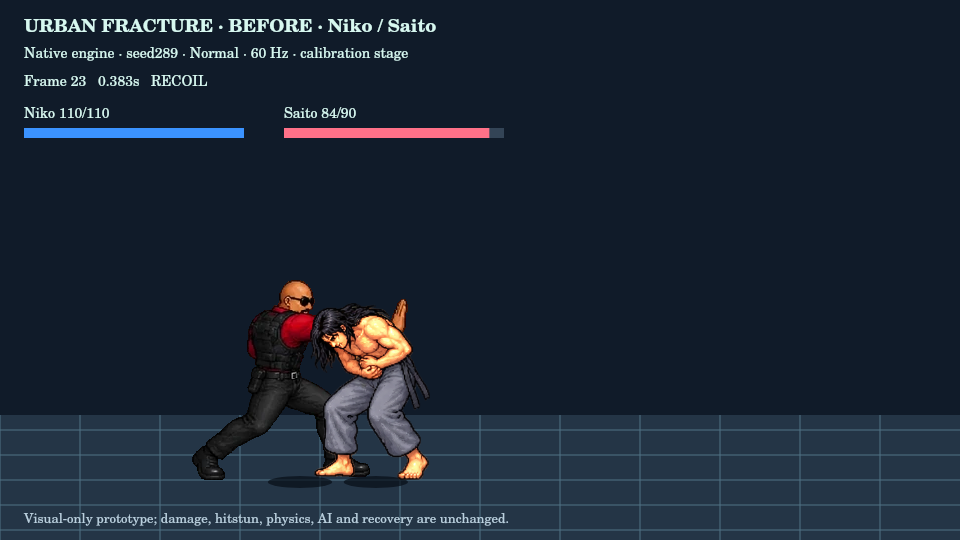 URBAN FRACTURE · BEFORE · Niko / Saito
Native engine · seed289 · Normal · 60 Hz · calibration stage
Frame 23 0.383s RECOIL
Niko 110/110 Saito 84/90
Visual-only prototype; damage, hitstun, physics, AI and recovery are unchanged.